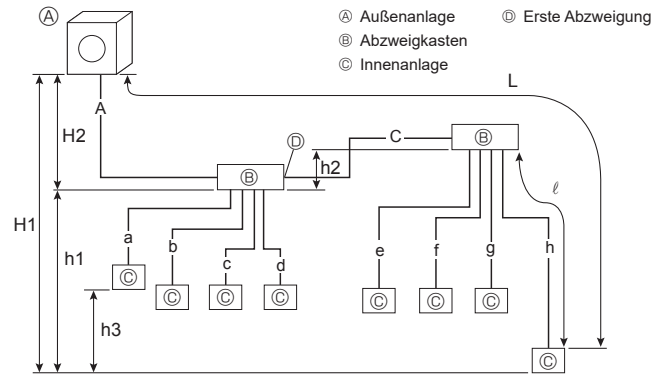 Ⓐ
Ⓐ Außenanlage
Ⓓ Erste Abzweigung
Ⓑ Abzweigkasten
Ⓒ Innenanlage
L
A
H2
Ⓓ
C
Ⓑ
Ⓑ
h2
ℓ
H1
h1
a
b
c
d
e
f
g
h
Ⓒ
Ⓒ
Ⓒ
Ⓒ
Ⓒ
Ⓒ
Ⓒ
h3
Ⓒ